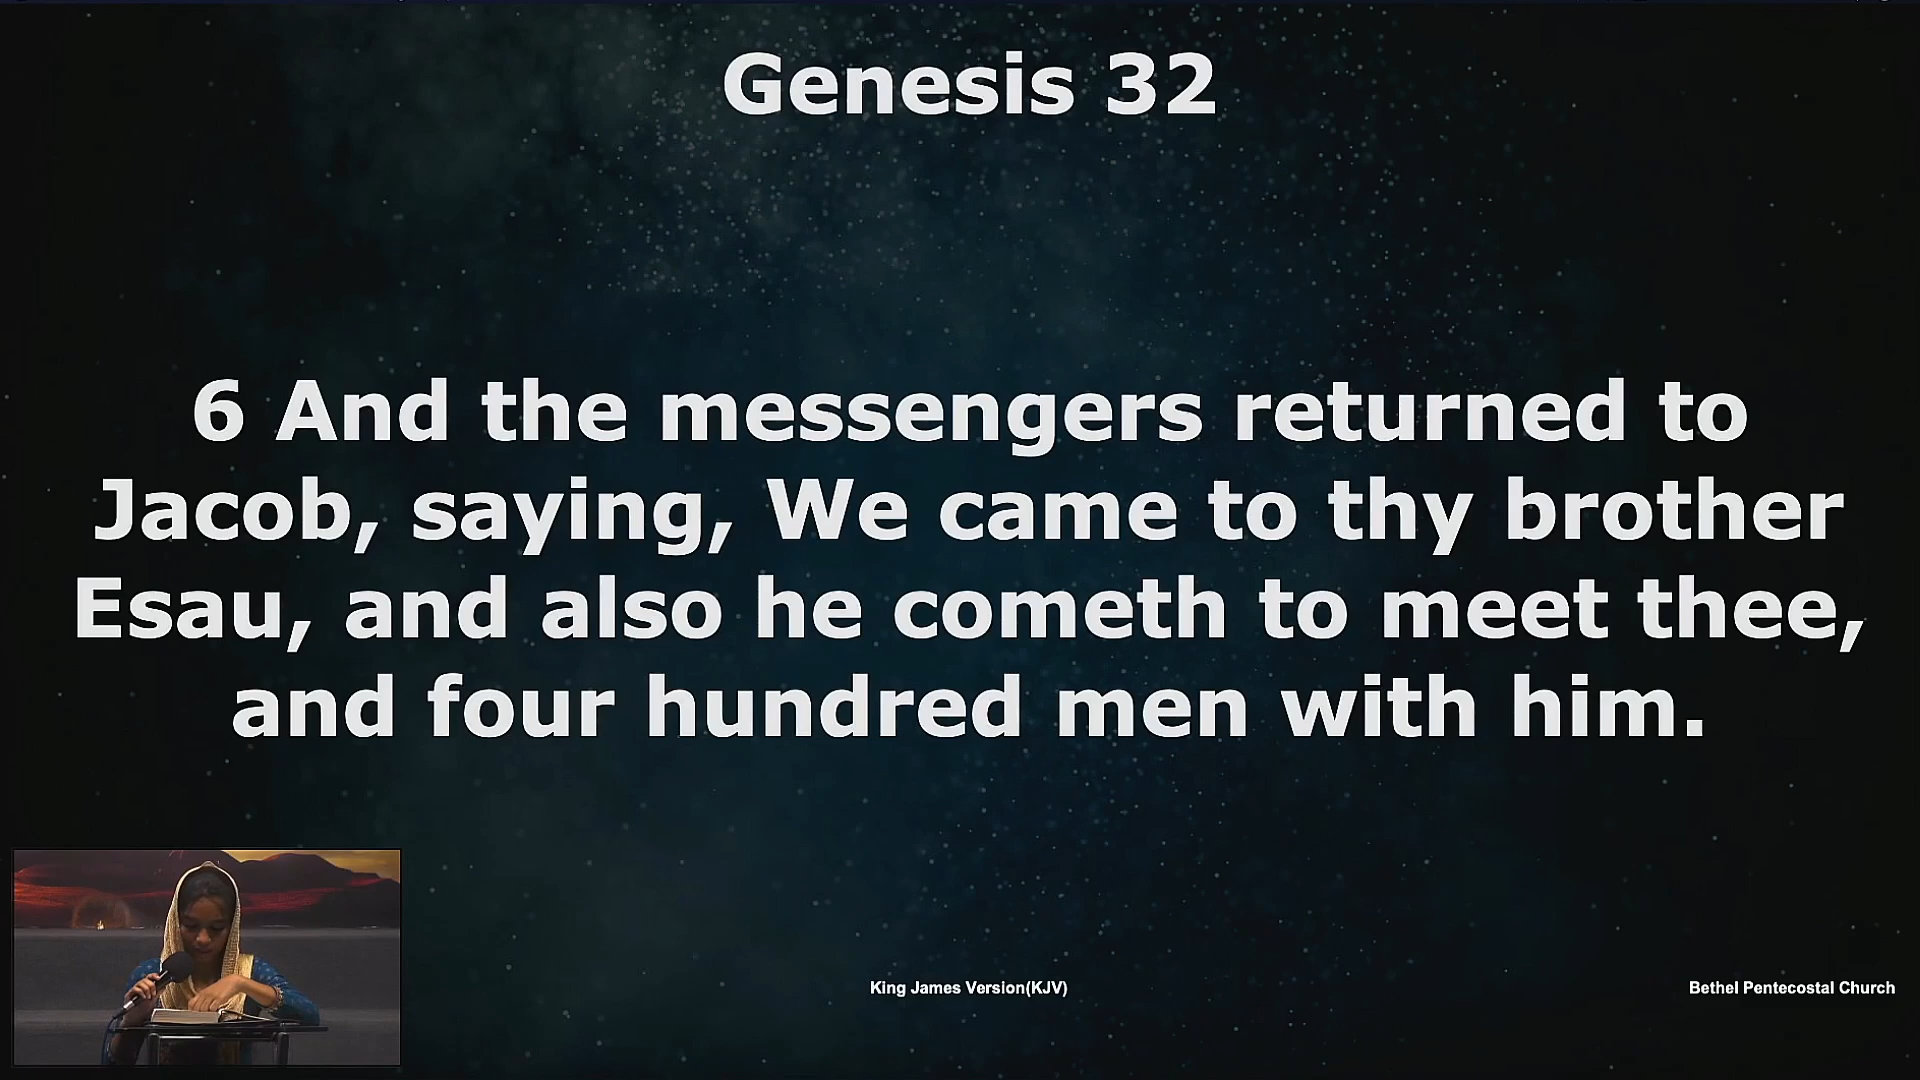 Genesis 32
6 And the messengers returned to
Jacob, saying, We came to thy brother
Esau, and also he cometh to meet thee,
and four hundred men with him.
King James Version(KJV)
Bethel Pentecostal Church